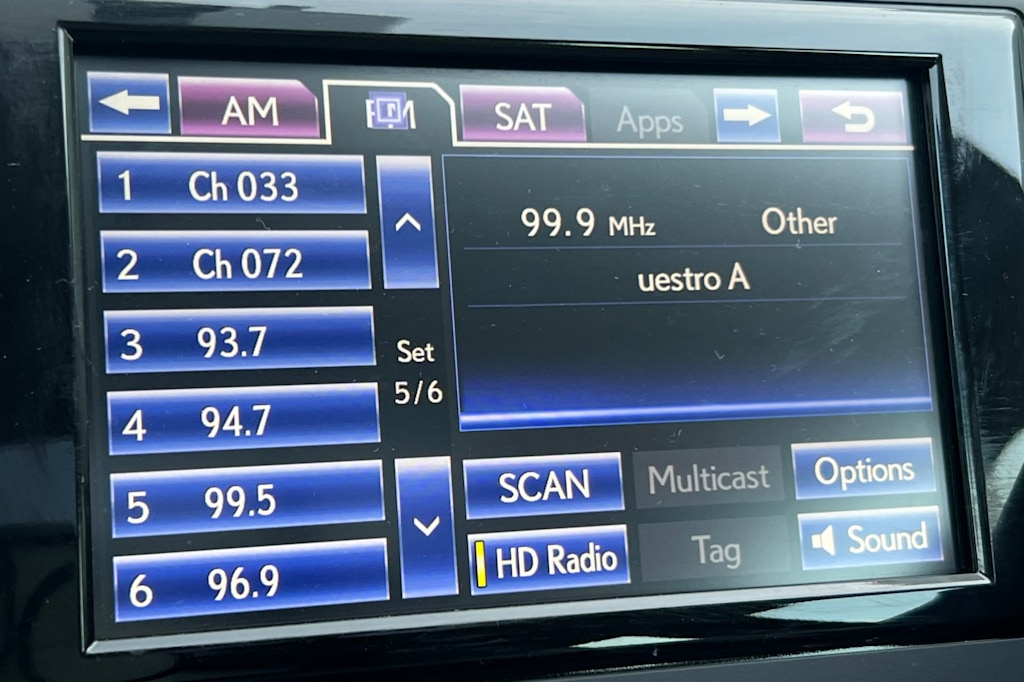 AM
FM
SAT
Apps
1 Ch 033
2 Ch 072
3 93.7
4 94.7
5 99.5
6 96.9
Set
5/6
99.9 MHz Other
uestro A
SCAN
Multicast
Options
HD Radio
Tag
Sound